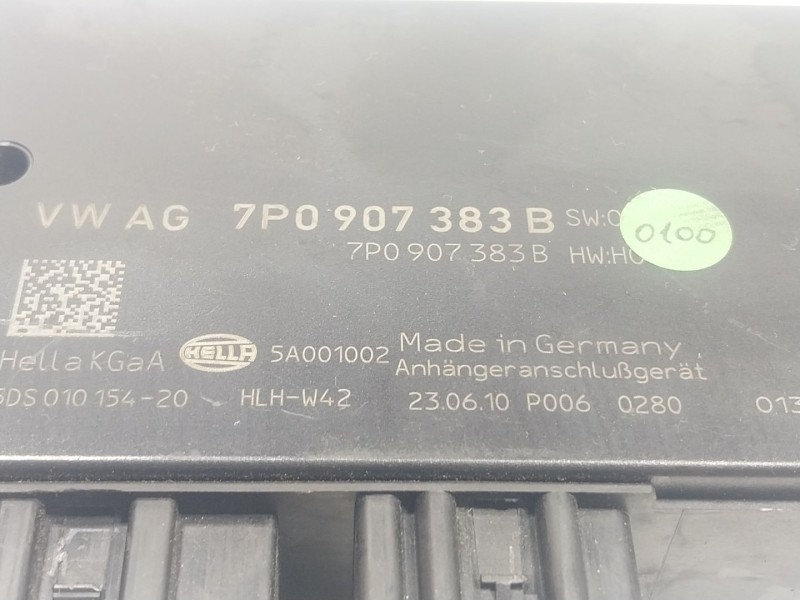 VW AG 7P0 907 383 B SW:
0100
7P0 907 383 B HW:H
Hella KGaA HELLA 5A001002 Made in Germany
Anhängeranschlußgerät
5DS 010 154-20 HLH-W42 23.06.10 P006 0280 013